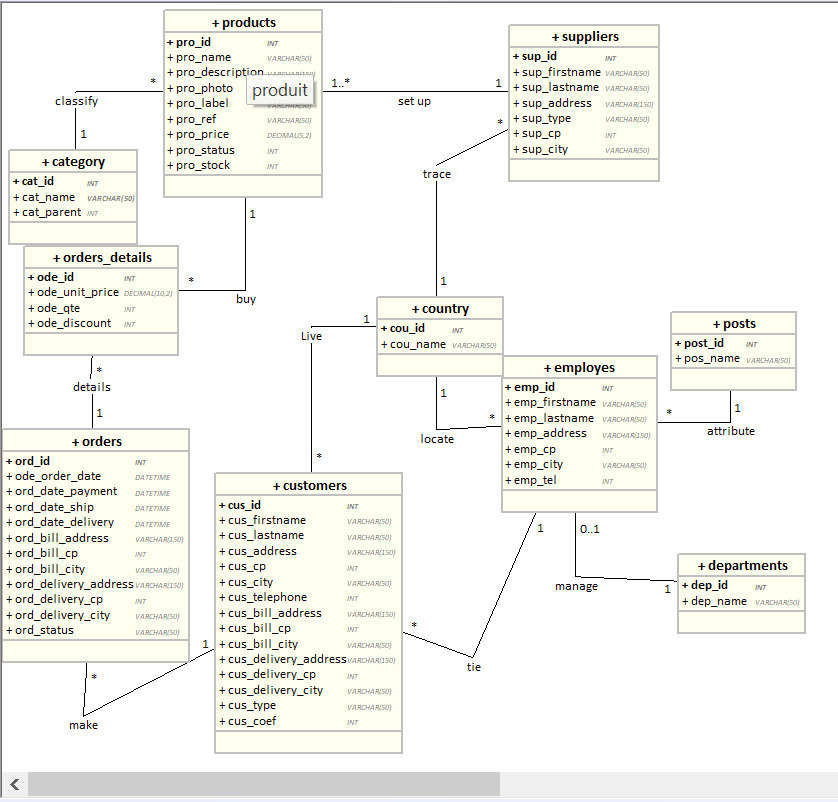 + products
+ pro_id INT
+ pro_name VARCHAR(50)
+ pro_description VARCHAR(150)
+ pro_photo
+ pro_label VARCHAR(50)
+ pro_ref VARCHAR(50)
+ pro_price DECIMAL(5,2)
+ pro_status INT
+ pro_stock INT
produit
+ suppliers
+ sup_id INT
+ sup_firstname VARCHAR(50)
+ sup_lastname VARCHAR(50)
+ sup_address VARCHAR(150)
+ sup_type VARCHAR(50)
+ sup_cp INT
+ sup_city VARCHAR(50)
* classify 1
1..* set up 1
* trace 1
+ category
+ cat_id INT
+ cat_name VARCHAR(50)
+ cat_parent INT
1 buy *
+ orders_details
+ ode_id INT
+ ode_unit_price DECIMAL(10,2)
+ ode_qte INT
+ ode_discount INT
+ country
+ cou_id INT
+ cou_name VARCHAR(50)
1 Live *
+ posts
+ post_id INT
+ pos_name VARCHAR(50)
+ employes
+ emp_id INT
+ emp_firstname VARCHAR(50)
+ emp_lastname VARCHAR(50)
+ emp_address VARCHAR(150)
+ emp_cp INT
+ emp_city VARCHAR(50)
+ emp_tel INT
* details 1
1 locate *
* attribute 1
+ orders
+ ord_id INT
+ ode_order_date DATETIME
+ ord_date_payment DATETIME
+ ord_date_ship DATETIME
+ ord_date_delivery DATETIME
+ ord_bill_address VARCHAR(150)
+ ord_bill_cp INT
+ ord_bill_city VARCHAR(50)
+ ord_delivery_address VARCHAR(150)
+ ord_delivery_cp INT
+ ord_delivery_city VARCHAR(50)
+ ord_status VARCHAR(50)
+ customers
+ cus_id INT
+ cus_firstname VARCHAR(50)
+ cus_lastname VARCHAR(50)
+ cus_address VARCHAR(150)
+ cus_cp INT
+ cus_city VARCHAR(50)
+ cus_telephone INT
+ cus_bill_address VARCHAR(150)
+ cus_bill_cp INT
+ cus_bill_city VARCHAR(50)
+ cus_delivery_address VARCHAR(150)
+ cus_delivery_cp INT
+ cus_delivery_city VARCHAR(50)
+ cus_type VARCHAR(50)
+ cus_coef INT
0..1 manage 1
+ departments
+ dep_id INT
+ dep_name VARCHAR(50)
1 tie *
* make 1